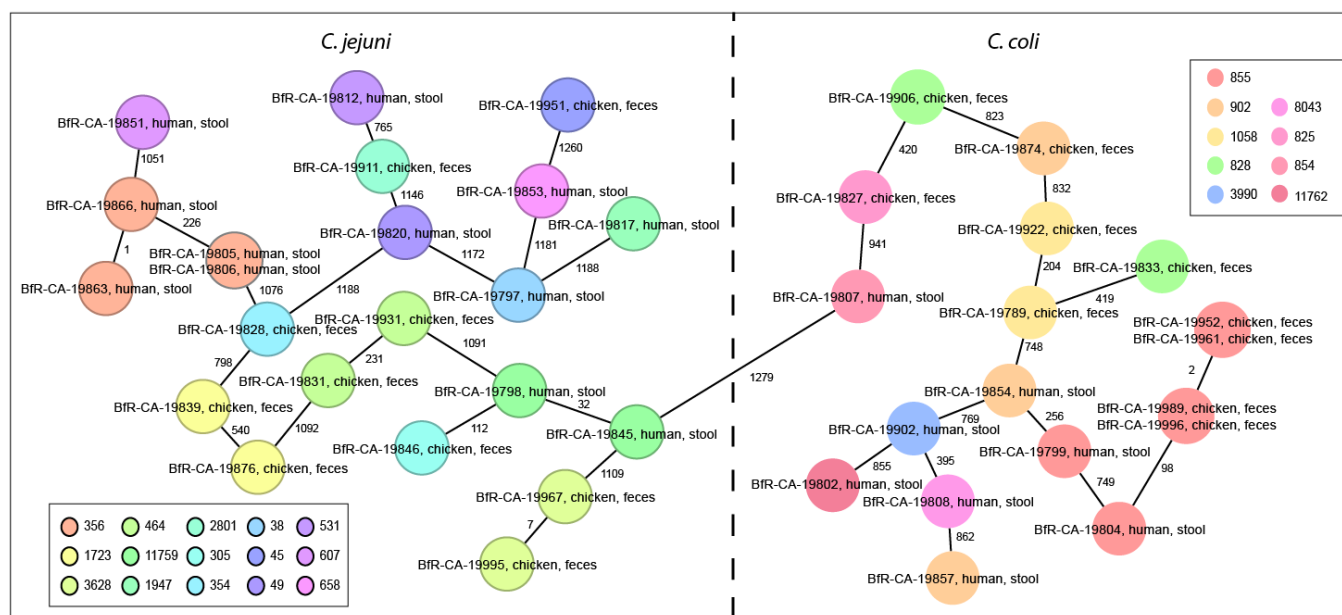 C. jejuni
C. coli
BfR-CA-19851, human, stool
1051
BfR-CA-19866, human, stool
226
1
BfR-CA-19805, human, stool
BfR-CA-19806, human, stool
BfR-CA-19863, human, stool
1076
BfR-CA-19828, chicken, feces
798
BfR-CA-19839, chicken, feces
540
BfR-CA-19876, chicken, feces
1092
BfR-CA-19812, human, stool
765
BfR-CA-19911, chicken, feces
1146
BfR-CA-19820, human, stool
1188
1172
BfR-CA-19951, chicken, feces
1260
BfR-CA-19853, human, stool
1181
BfR-CA-19817, human, stool
1188
BfR-CA-19797, human, stool
BfR-CA-19931, chicken, feces
231
1091
BfR-CA-19831, chicken, feces
BfR-CA-19798, human, stool
112
32
BfR-CA-19846, chicken, feces
BfR-CA-19845, human, stool
1109
BfR-CA-19967, chicken, feces
7
BfR-CA-19995, chicken, feces
1279
356
464
2801
38
531
1723
11759
305
45
607
3628
1947
354
49
658
BfR-CA-19906, chicken, feces
823
420
BfR-CA-19874, chicken, feces
BfR-CA-19827, chicken, feces
832
941
BfR-CA-19922, chicken, feces
BfR-CA-19807, human, stool
204
BfR-CA-19833, chicken, feces
419
BfR-CA-19789, chicken, feces
748
BfR-CA-19952, chicken, feces
BfR-CA-19961, chicken, feces
2
BfR-CA-19854, human, stool
769
256
BfR-CA-19989, chicken, feces
BfR-CA-19996, chicken, feces
BfR-CA-19902, human, stool
BfR-CA-19799, human, stool
855
395
749
98
BfR-CA-19802, human, stool
BfR-CA-19808, human, stool
BfR-CA-19804, human, stool
862
BfR-CA-19857, human, stool
855
902
8043
1058
825
828
854
3990
11762